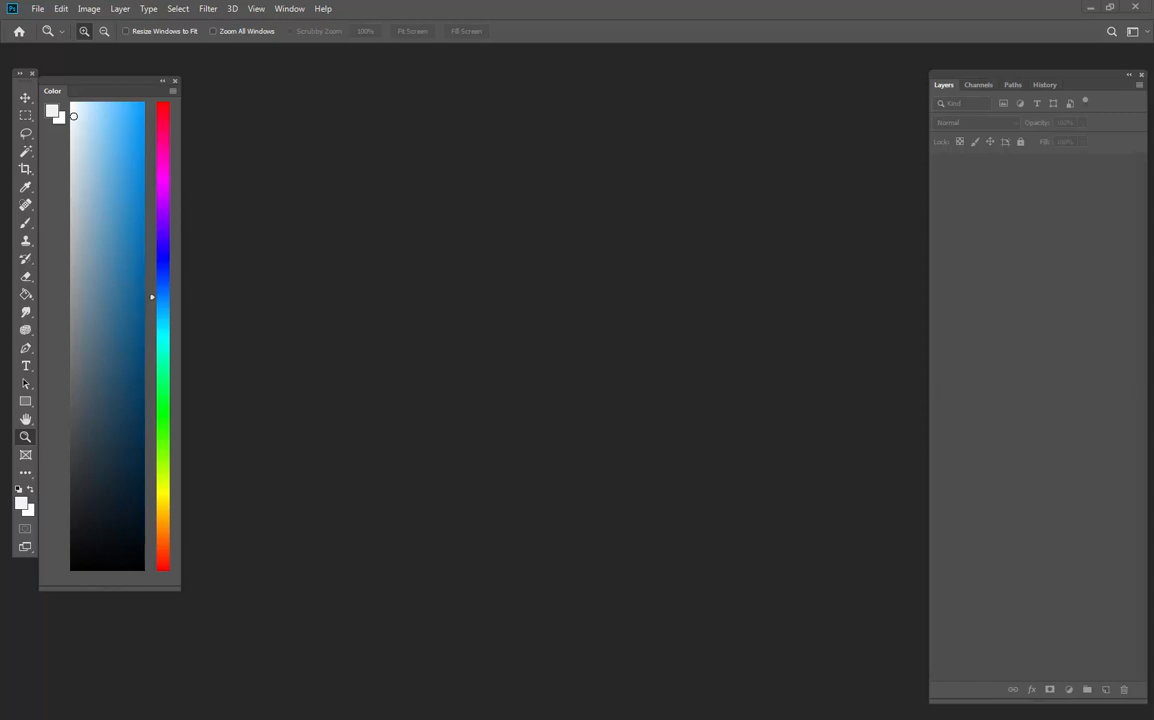 Ps File Edit Image Layer Type Select Filter 3D View Window Help
Resize Windows to Fit Zoom All Windows Scrubby Zoom 100% Fit Screen Fill Screen
Color
Layers Channels Paths History
Kind
Normal Opacity: 100%
Lock: Fill: 100%